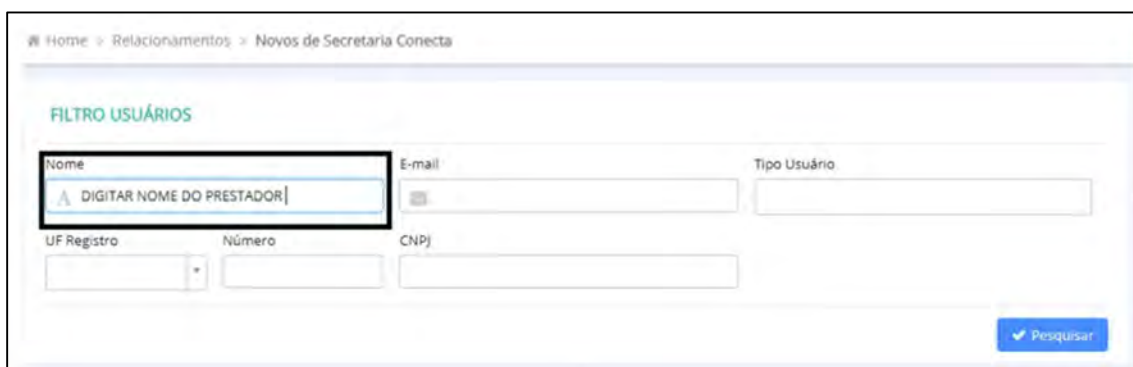 Home > Relacionamentos > Novos de Secretaria Conecta
FILTRO USUÁRIOS
Nome E-mail Tipo Usuário
DIGITAR NOME DO PRESTADOR
UF Registro Número CNPJ
Pesquisar